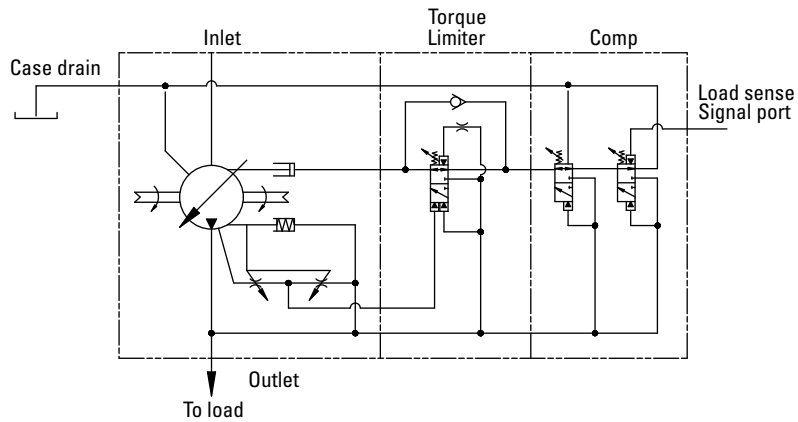 Inlet
Torque
Limiter
Comp
Case drain
Load sense
Signal port
Outlet
To load